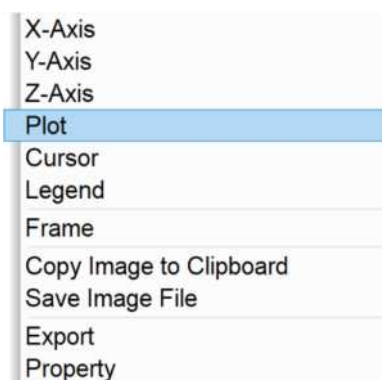 X-Axis
Y-Axis
Z-Axis
Plot
Cursor
Legend
Frame
Copy Image to Clipboard
Save Image File
Export
Property